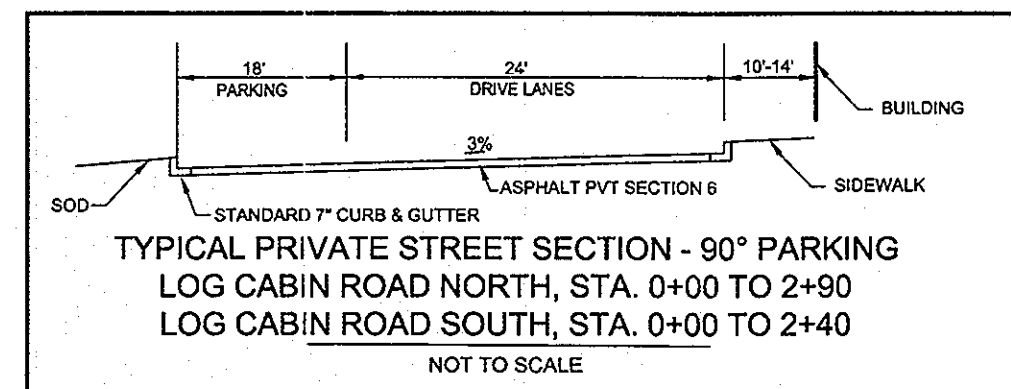 18' 24' 10'-14'
PARKING DRIVE LANES
BUILDING
3%
ASPHALT PVT SECTION 6
SIDEWALK
SOD
STANDARD 7" CURB & GUTTER
TYPICAL PRIVATE STREET SECTION - 90° PARKING
LOG CABIN ROAD NORTH, STA. 0+00 TO 2+90
LOG CABIN ROAD SOUTH, STA. 0+00 TO 2+40
NOT TO SCALE